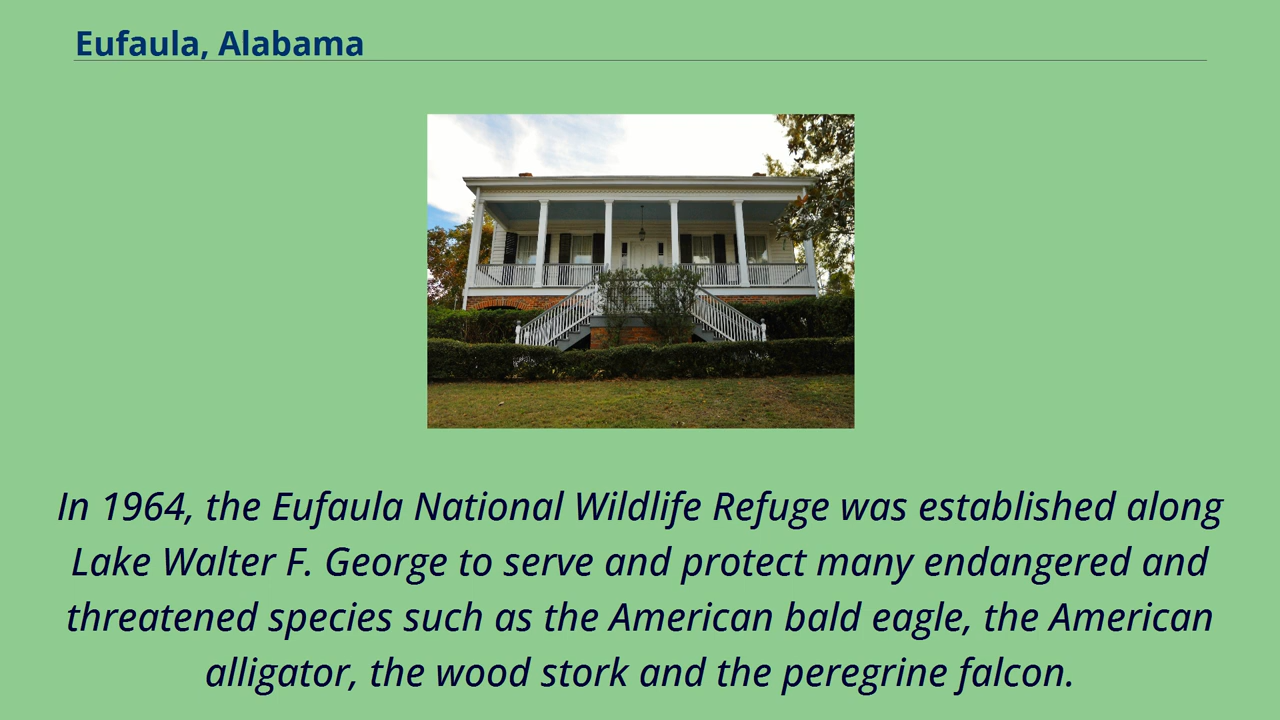 Eufaula, Alabama
In 1964, the Eufaula National Wildlife Refuge was established along
Lake Walter F. George to serve and protect many endangered and
threatened species such as the American bald eagle, the American
alligator, the wood stork and the peregrine falcon.